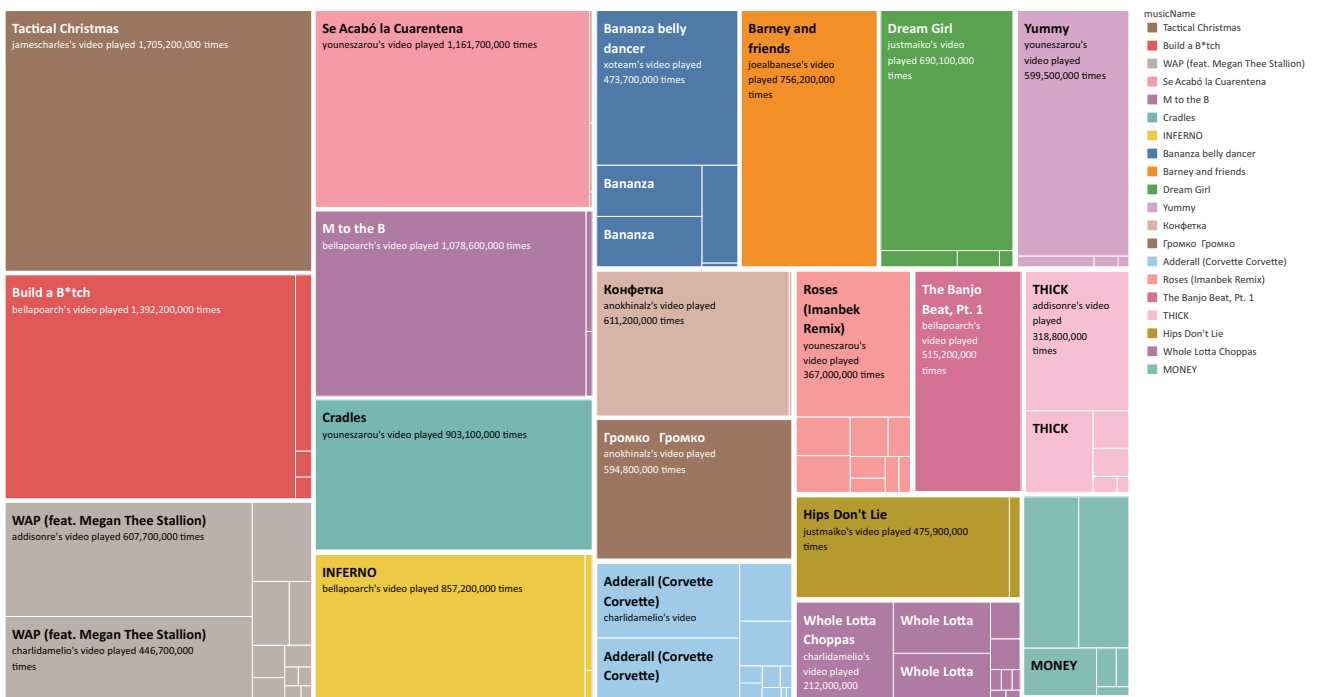 Tactical Christmas
jamescharles's video played 1,705,200,000 times
Build a B*tch
bellapoarch's video played 1,392,200,000 times
WAP (feat. Megan Thee Stallion)
addisonre's video played 607,700,000 times
WAP (feat. Megan Thee Stallion)
charlidamelio's video played 446,700,000
times
Se Acabó la Cuarentena
youneszarou's video played 1,161,700,000 times
M to the B
bellapoarch's video played 1,078,600,000 times
Cradles
youneszarou's video played 903,100,000 times
INFERNO
bellapoarch's video played 857,200,000 times
Bananza belly
dancer
xoteam's video played
473,700,000 times
Bananza
Bananza
Barney and
friends
joealbanese's video
played 756,200,000
times
Dream Girl
justmaiko's video
played 690,100,000
times
Yummy
youneszarou's
video played
599,500,000 times
Конфетка
anokhinalz's video played
611,200,000 times
Громко Громко
anokhinalz's video played
594,800,000 times
Adderall (Corvette
Corvette)
charlidamelio's video
Adderall (Corvette
Corvette)
Roses
(Imanbek
Remix)
youneszarou's
video played
367,000,000 times
The Banjo
Beat, Pt. 1
bellapoarch's
video played
515,200,000
times
THICK
addisonre's video
played
318,800,000
times
THICK
Hips Don't Lie
justmaiko's video played 475,900,000
times
Whole Lotta
Choppas
charlidamelio's
video played
212,000,000
Whole Lotta
Whole Lotta
MONEY
musicName
Tactical Christmas
Build a B*tch
WAP (feat. Megan Thee Stallion)
Se Acabó la Cuarentena
M to the B
Cradles
INFERNO
Bananza belly dancer
Barney and friends
Dream Girl
Yummy
Конфетка
Громко Громко
Adderall (Corvette Corvette)
Roses (Imanbek Remix)
The Banjo Beat, Pt. 1
THICK
Hips Don't Lie
Whole Lotta Choppas
MONEY